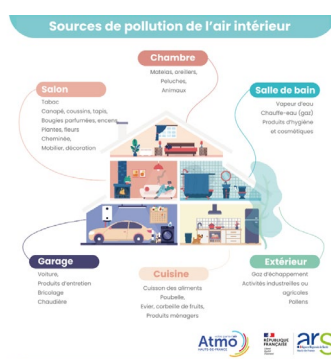 Sources de pollution de l'air intérieur
Chambre
Matelas, oreillers,
Peluches,
Animaux
Salon
Tabac
Canapé, coussins, tapis,
Bougies parfumées, encens
Plantes, fleurs
Cheminée,
Mobilier, décoration
Salle de bain
Vapeur d'eau
Chauffe-eau (gaz)
Produits d'hygiène
et cosmétiques
Garage
Voiture,
Produits d'entretien
Bricolage
Chaudière
Cuisine
Cuisson des aliments
Poubelle,
Evier, corbeille de fruits,
Produits ménagers
Extérieur
Gaz d'échappement
Activités industrielles ou
agricoles
Pollens
Atmo
HAUTS-DE-FRANCE
RÉPUBLIQUE
FRANÇAISE
ars